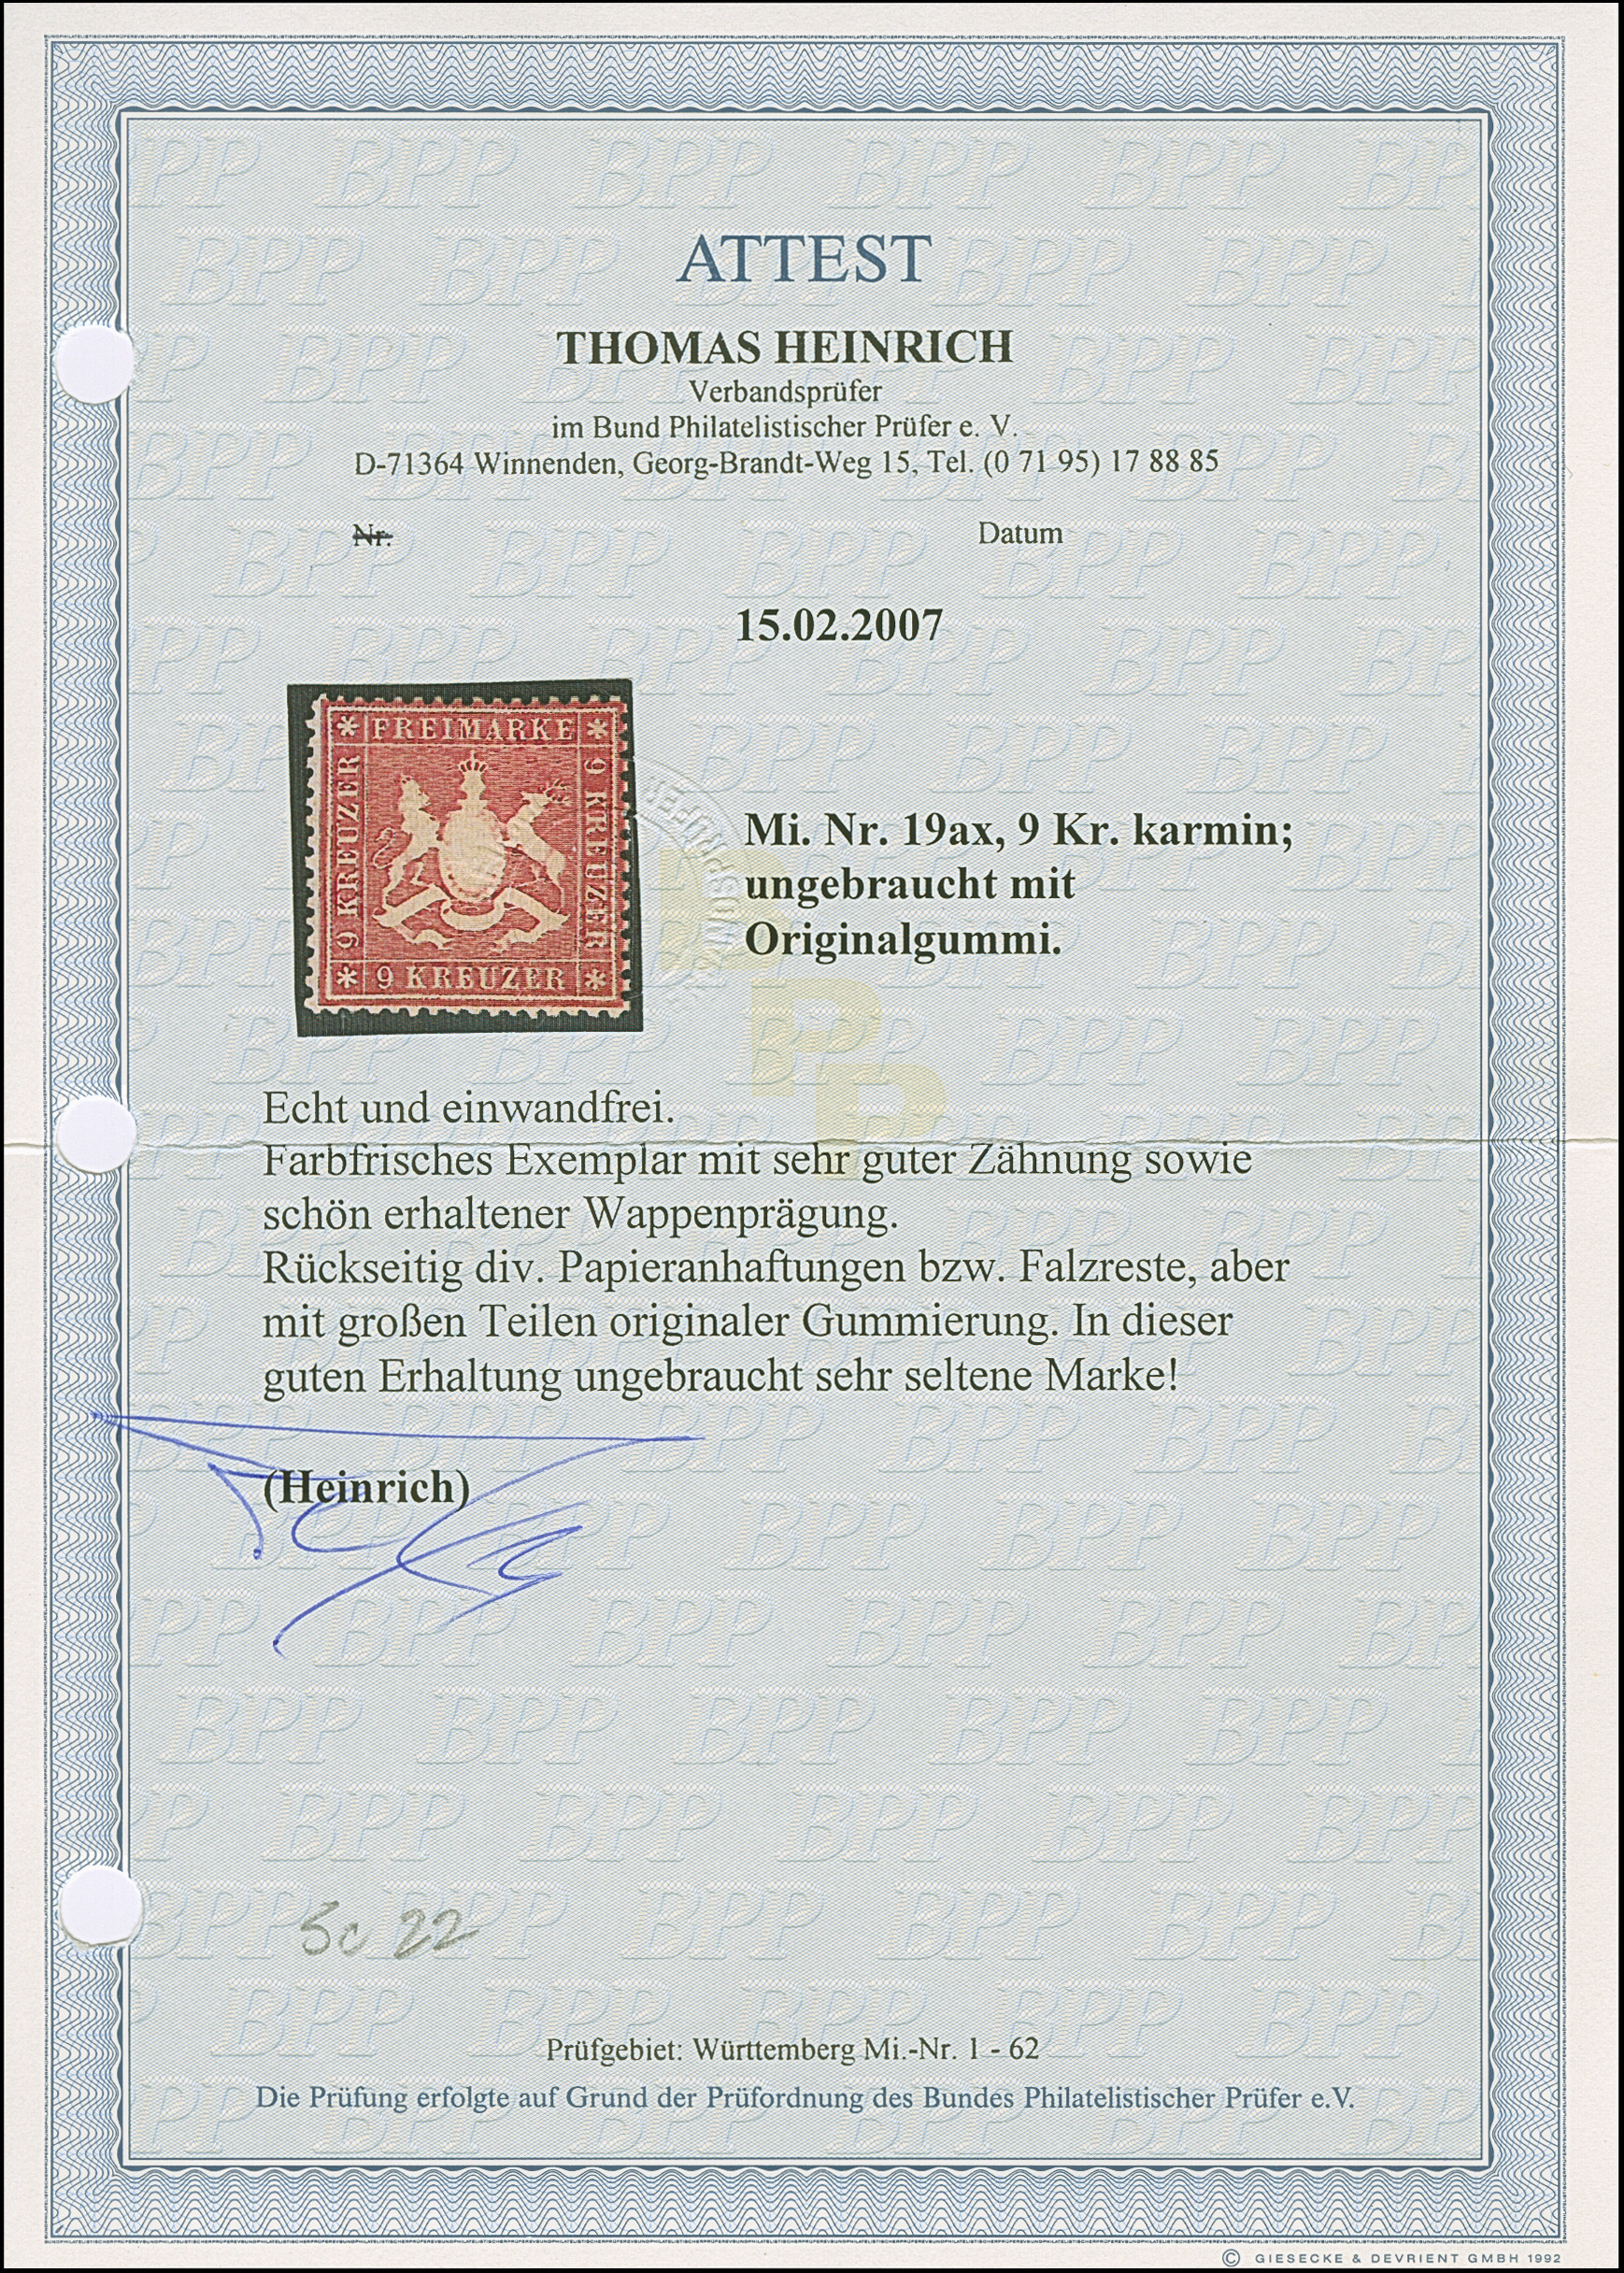 ATTEST
THOMAS HEINRICH
Verbandsprüfer
im Bund Philatelistischer Prüfer e. V.
D-71364 Winnenden, Georg-Brandt-Weg 15, Tel. (0 71 95) 17 88 85
Nr.
Datum
15.02.2007
FREIMARKE
9 KREUZER
9 KREUZER
9 KREUZER
Mi. Nr. 19ax, 9 Kr. karmin;
ungebraucht mit
Originalgummi.
BPP
Echt und einwandfrei.
Farbfrisches Exemplar mit sehr guter Zähnung sowie
schön erhaltener Wappenprägung.
Rückseitig div. Papieranhaftungen bzw. Falzreste, aber
mit großen Teilen originaler Gummierung. In dieser
guten Erhaltung ungebraucht sehr seltene Marke!
(Heinrich)
Sc 22
Prüfgebiet: Württemberg Mi.-Nr. 1 - 62
Die Prüfung erfolgte auf Grund der Prüfordnung des Bundes Philatelistischer Prüfer e.V.
© GIESECKE & DEVRIENT GMBH 1992